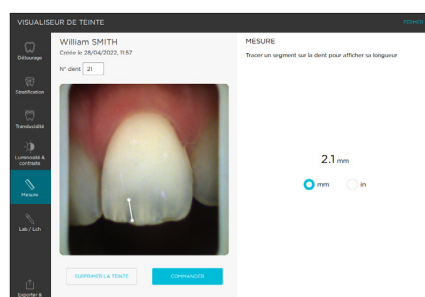 VISUALISEUR DE TEINTE
FERMER
Détourage
Stratification
Translucidité
Luminosité & contraste
Mesure
Lab / Lch
Exporter &
William SMITH
Créée le 28/04/2022, 11:57
N° dent 21
SUPPRIMER LA TEINTE
COMMANDER
MESURE
Tracer un segment sur la dent pour afficher sa longueur
2.1 mm
mm
in